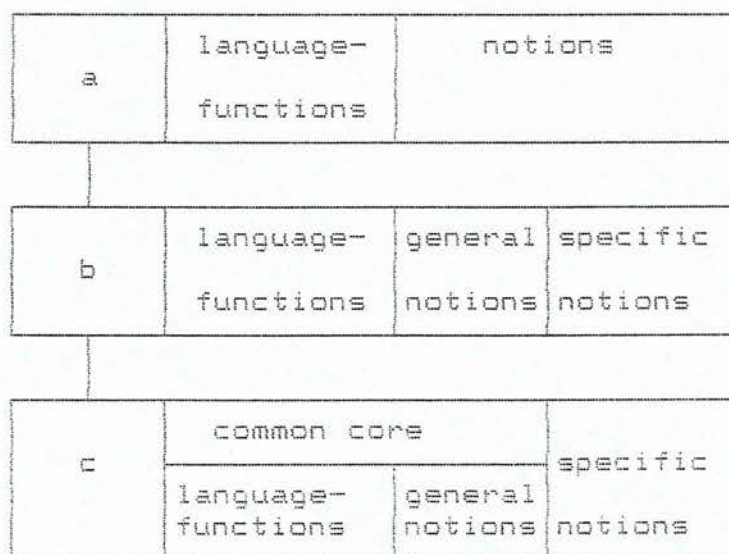 a
language-
functions
notions
b
language-
functions
general
notions
specific
notions
c
common core
language-
functions
general
notions
specific
notions